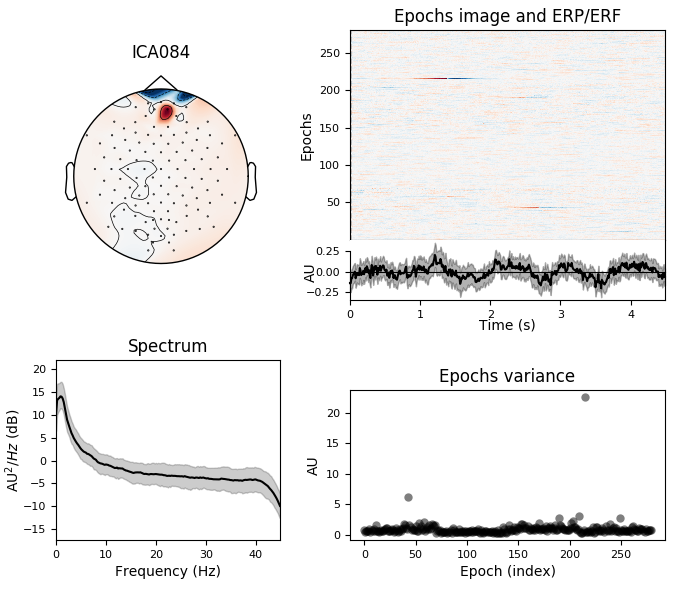 ICA084
Epochs image and ERP/ERF
Epochs
250
200
150
100
50
AU
0.25
0.00
−0.25
0 1 2 3 4
Time (s)
Spectrum
AU²/Hz (dB)
20
15
10
5
0
−5
−10
−15
0 10 20 30 40
Frequency (Hz)
Epochs variance
AU
20
15
10
5
0
0 50 100 150 200 250
Epoch (index)